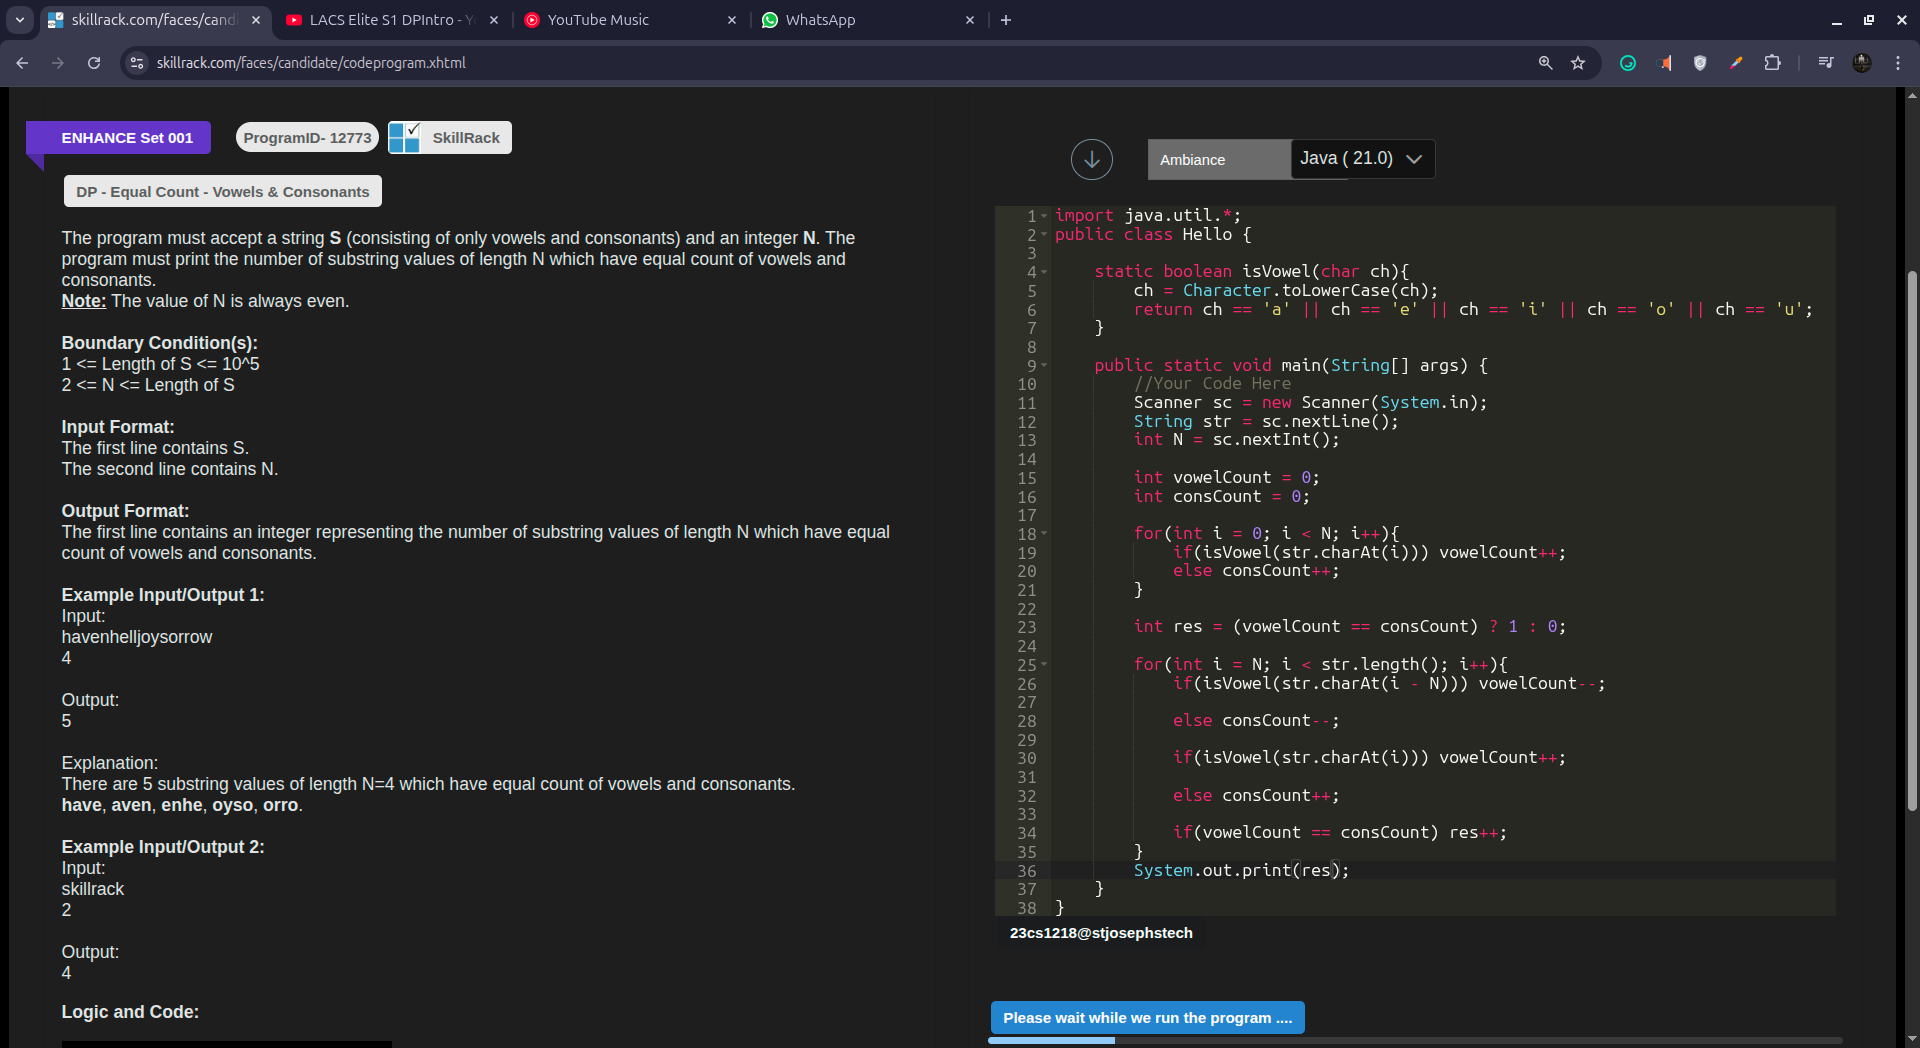 skillrack.com/faces/candi
LACS Elite S1 DPIntro - Y
YouTube Music
WhatsApp
skillrack.com/faces/candidate/codeprogram.xhtml
ENHANCE Set 001
ProgramID- 12773
SkillRack
DP - Equal Count - Vowels & Consonants
The program must accept a string S (consisting of only vowels and consonants) and an integer N. The
program must print the number of substring values of length N which have equal count of vowels and
consonants.
Note: The value of N is always even.
Boundary Condition(s):
1 <= Length of S <= 10^5
2 <= N <= Length of S
Input Format:
The first line contains S.
The second line contains N.
Output Format:
The first line contains an integer representing the number of substring values of length N which have equal
count of vowels and consonants.
Example Input/Output 1:
Input:
havenhelljoysorrow
4
Output:
5
Explanation:
There are 5 substring values of length N=4 which have equal count of vowels and consonants.
have, aven, enhe, oyso, orro.
Example Input/Output 2:
Input:
skillrack
2
Output:
4
Logic and Code:
Ambiance
Java ( 21.0)
1 import java.util.*;
2 public class Hello {
3
4 static boolean isVowel(char ch){
5 ch = Character.toLowerCase(ch);
6 return ch == 'a' || ch == 'e' || ch == 'i' || ch == 'o' || ch == 'u';
7 }
8
9 public static void main(String[] args) {
10 //Your Code Here
11 Scanner sc = new Scanner(System.in);
12 String str = sc.nextLine();
13 int N = sc.nextInt();
14
15 int vowelCount = 0;
16 int consCount = 0;
17
18 for(int i = 0; i < N; i++){
19 if(isVowel(str.charAt(i))) vowelCount++;
20 else consCount++;
21 }
22
23 int res = (vowelCount == consCount) ? 1 : 0;
24
25 for(int i = N; i < str.length(); i++){
26 if(isVowel(str.charAt(i - N))) vowelCount--;
27
28 else consCount--;
29
30 if(isVowel(str.charAt(i))) vowelCount++;
31
32 else consCount++;
33
34 if(vowelCount == consCount) res++;
35 }
36 System.out.print(res);
37 }
38 }
23cs1218@stjosephstech
Please wait while we run the program ....